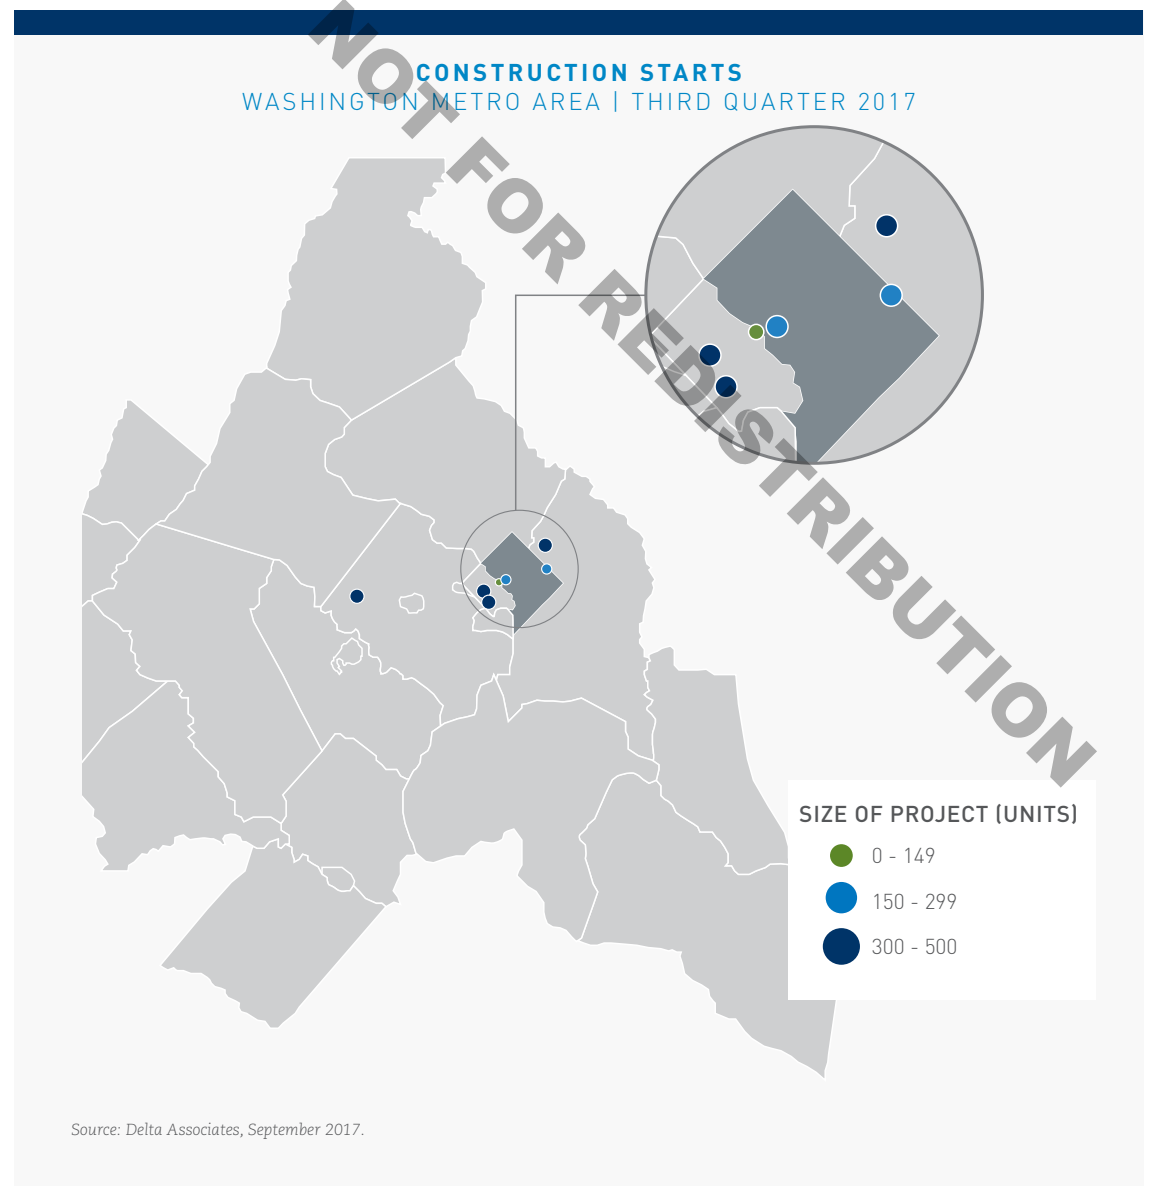 CONSTRUCTION STARTS
WASHINGTON METRO AREA | THIRD QUARTER 2017
NOT FOR REDISTRIBUTION
SIZE OF PROJECT (UNITS)
0 - 149
150 - 299
300 - 500
Source: Delta Associates, September 2017.